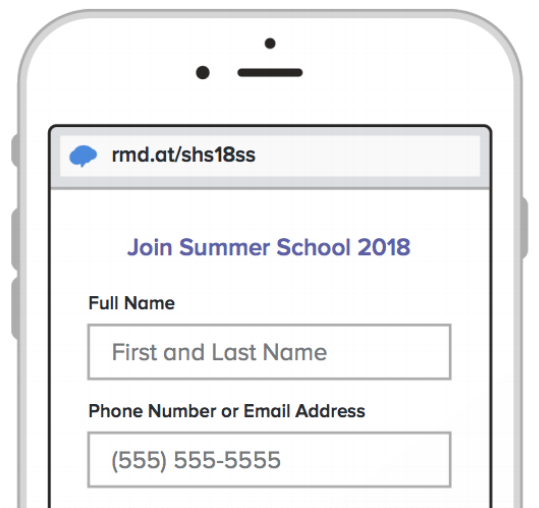 rmd.at/shs18ss
Join Summer School 2018
Full Name
First and Last Name
Phone Number or Email Address
(555) 555-5555